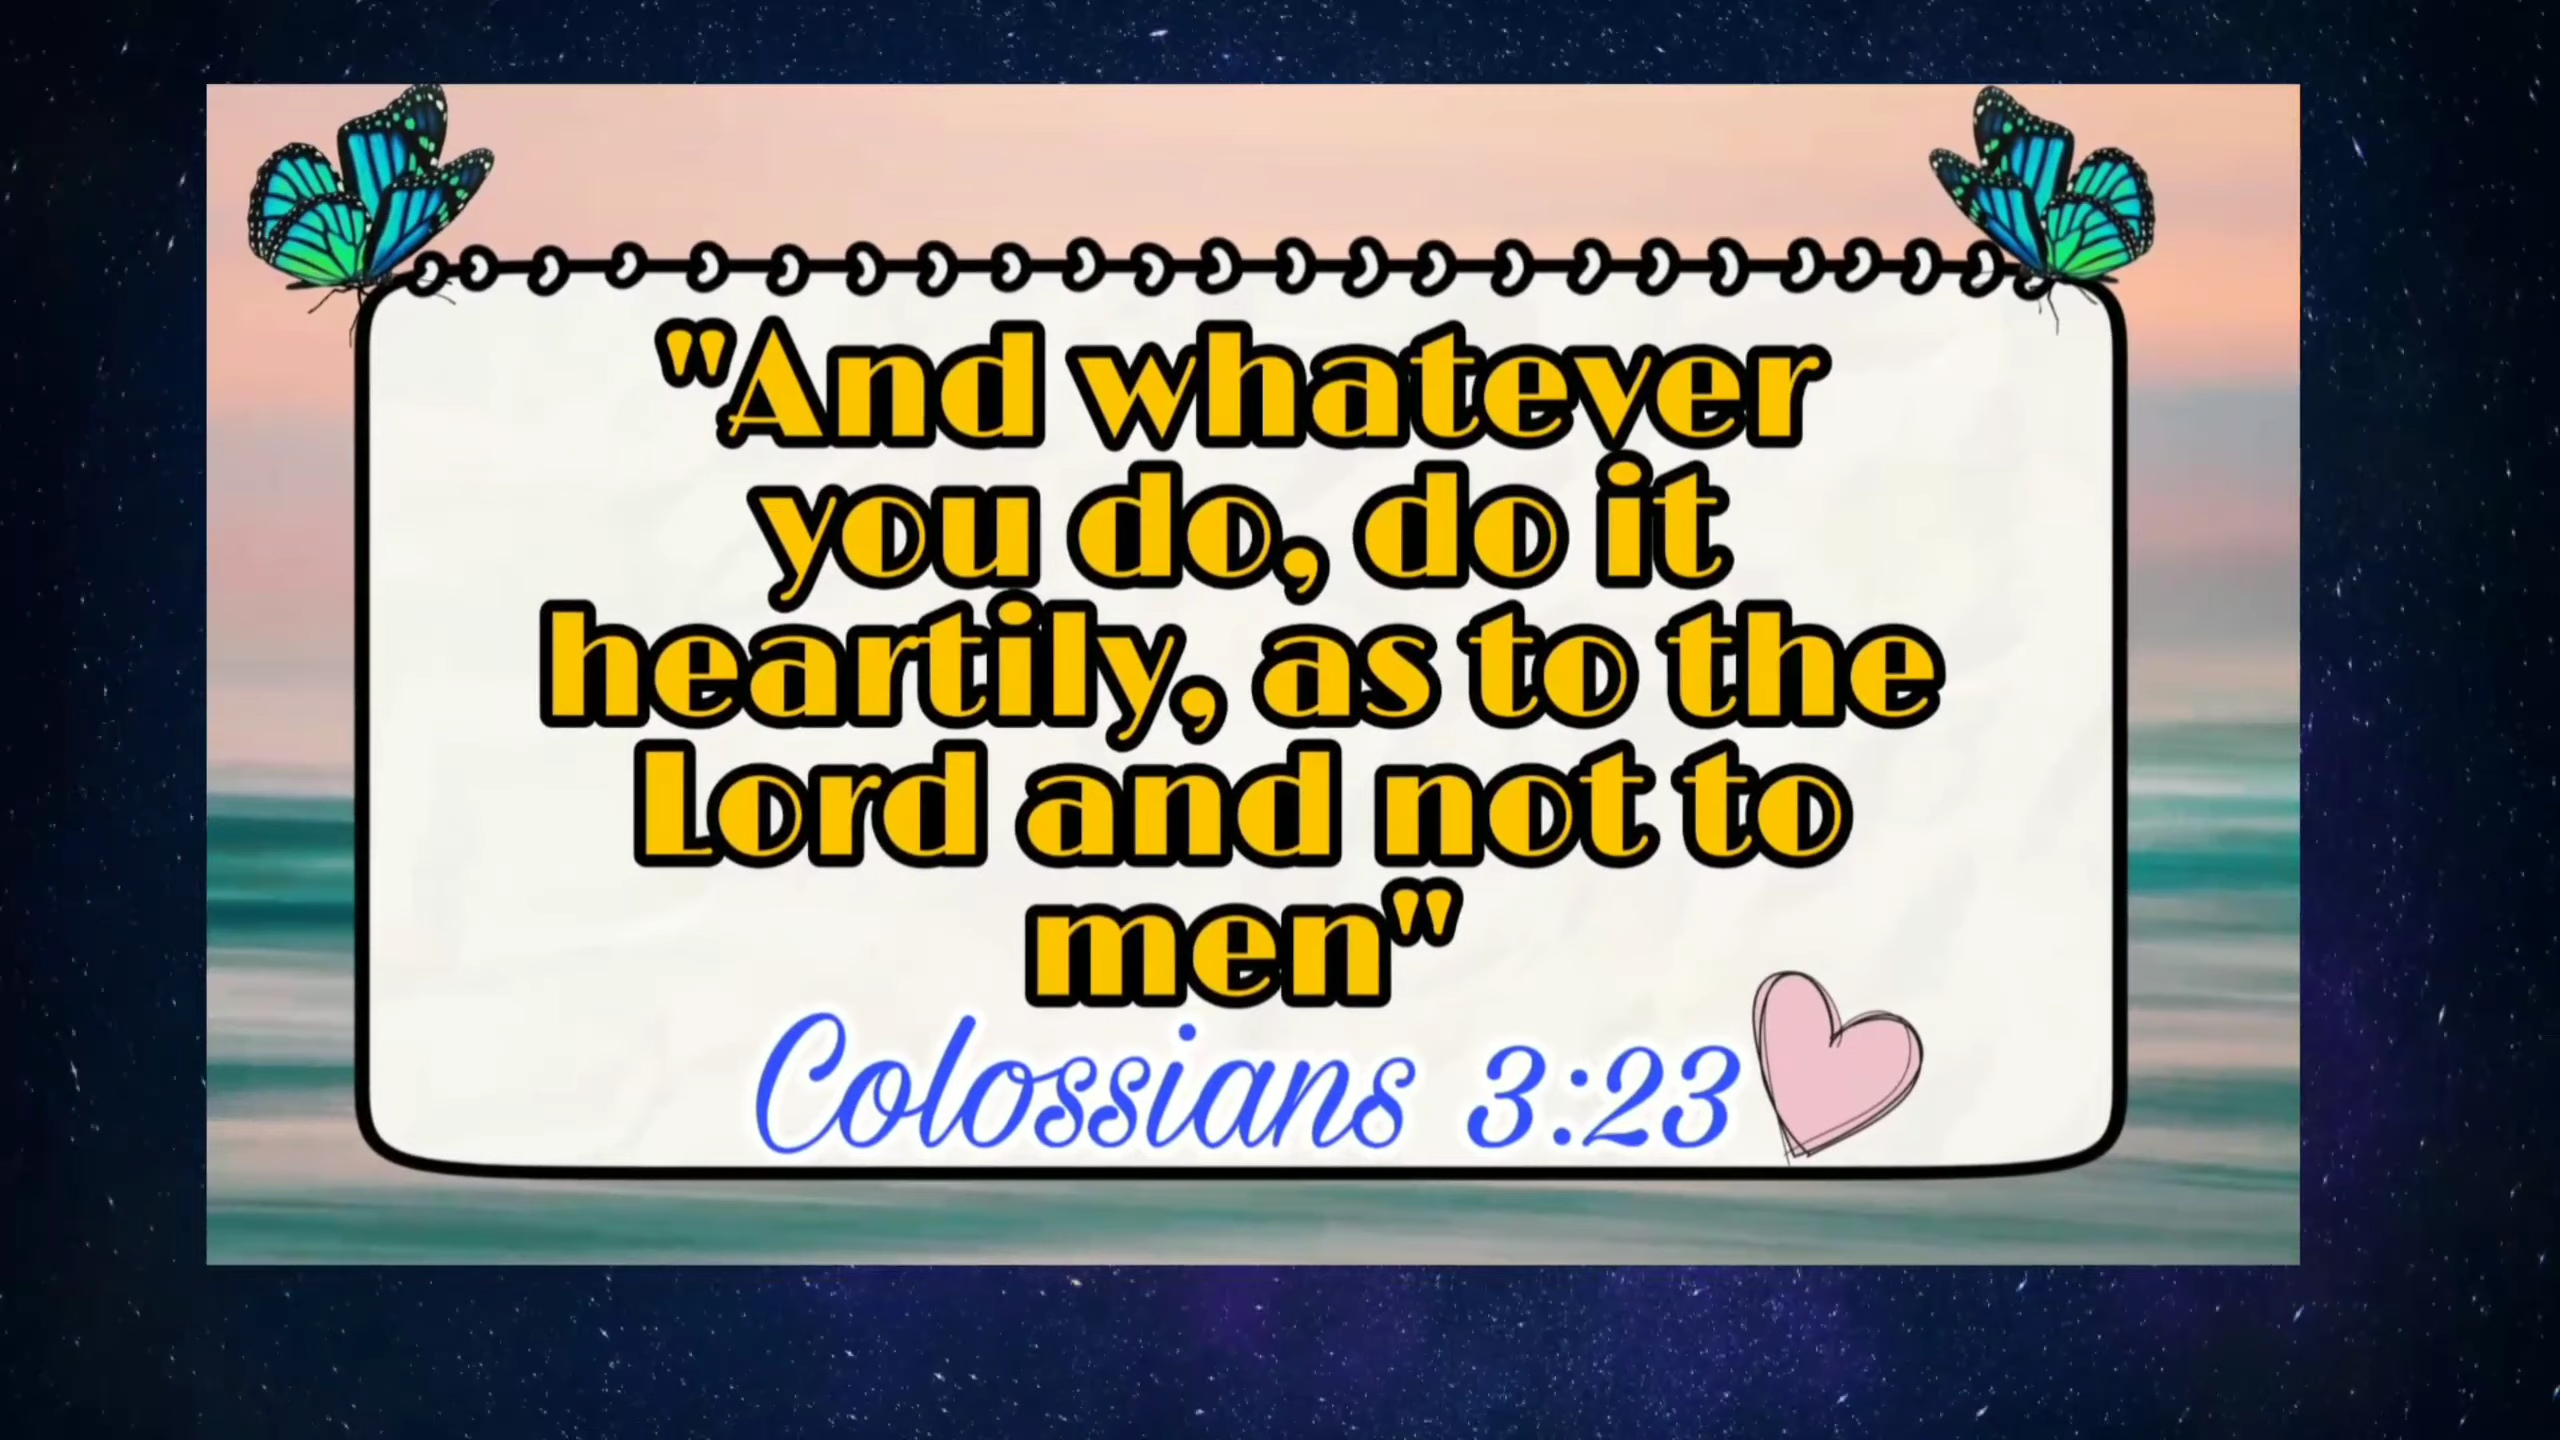 "And whatever
you do, do it
heartily, as to the
Lord and not to
men"
Colossians 3:23